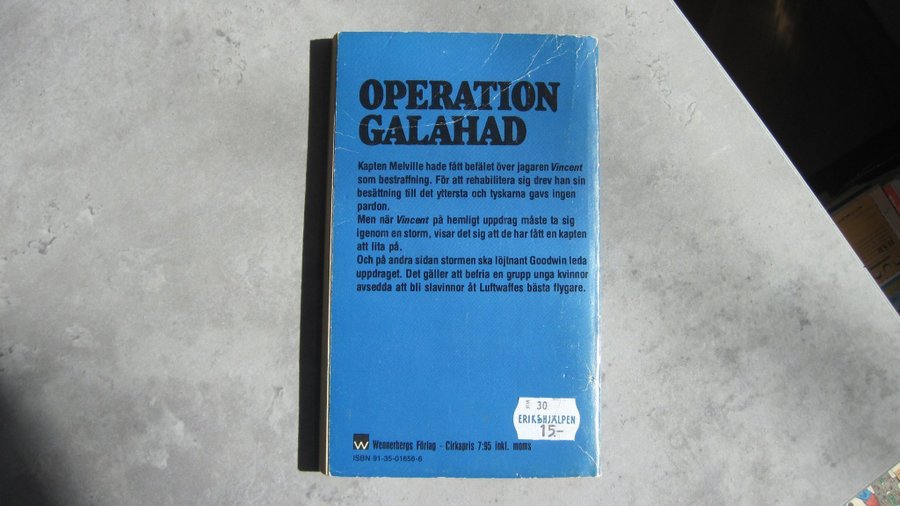 OPERATION
GALAHAD
Kapten Melville hade fått befälet över jagaren Vincent
som bestraffning. För att rehabilitera sig drev han sin
besättning till det yttersta och tyskarna gavs ingen
pardon.
Men när Vincent på hemligt uppdrag måste ta sig
igenom en storm, visar det sig att de har fått en kapten
att lita på.
Och på andra sidan stormen ska löjtnant Goodwin leda
uppdraget. Det gäller att befria en grupp unga kvinnor
avsedda att bli slavinnor åt Luftwaffes bästa flygare.
30
ERIKSHJÄLPEN
15:-
W Wennerbergs Förlag - Cirkapris 7:95 inkl. moms
ISBN 91-35-01656-6